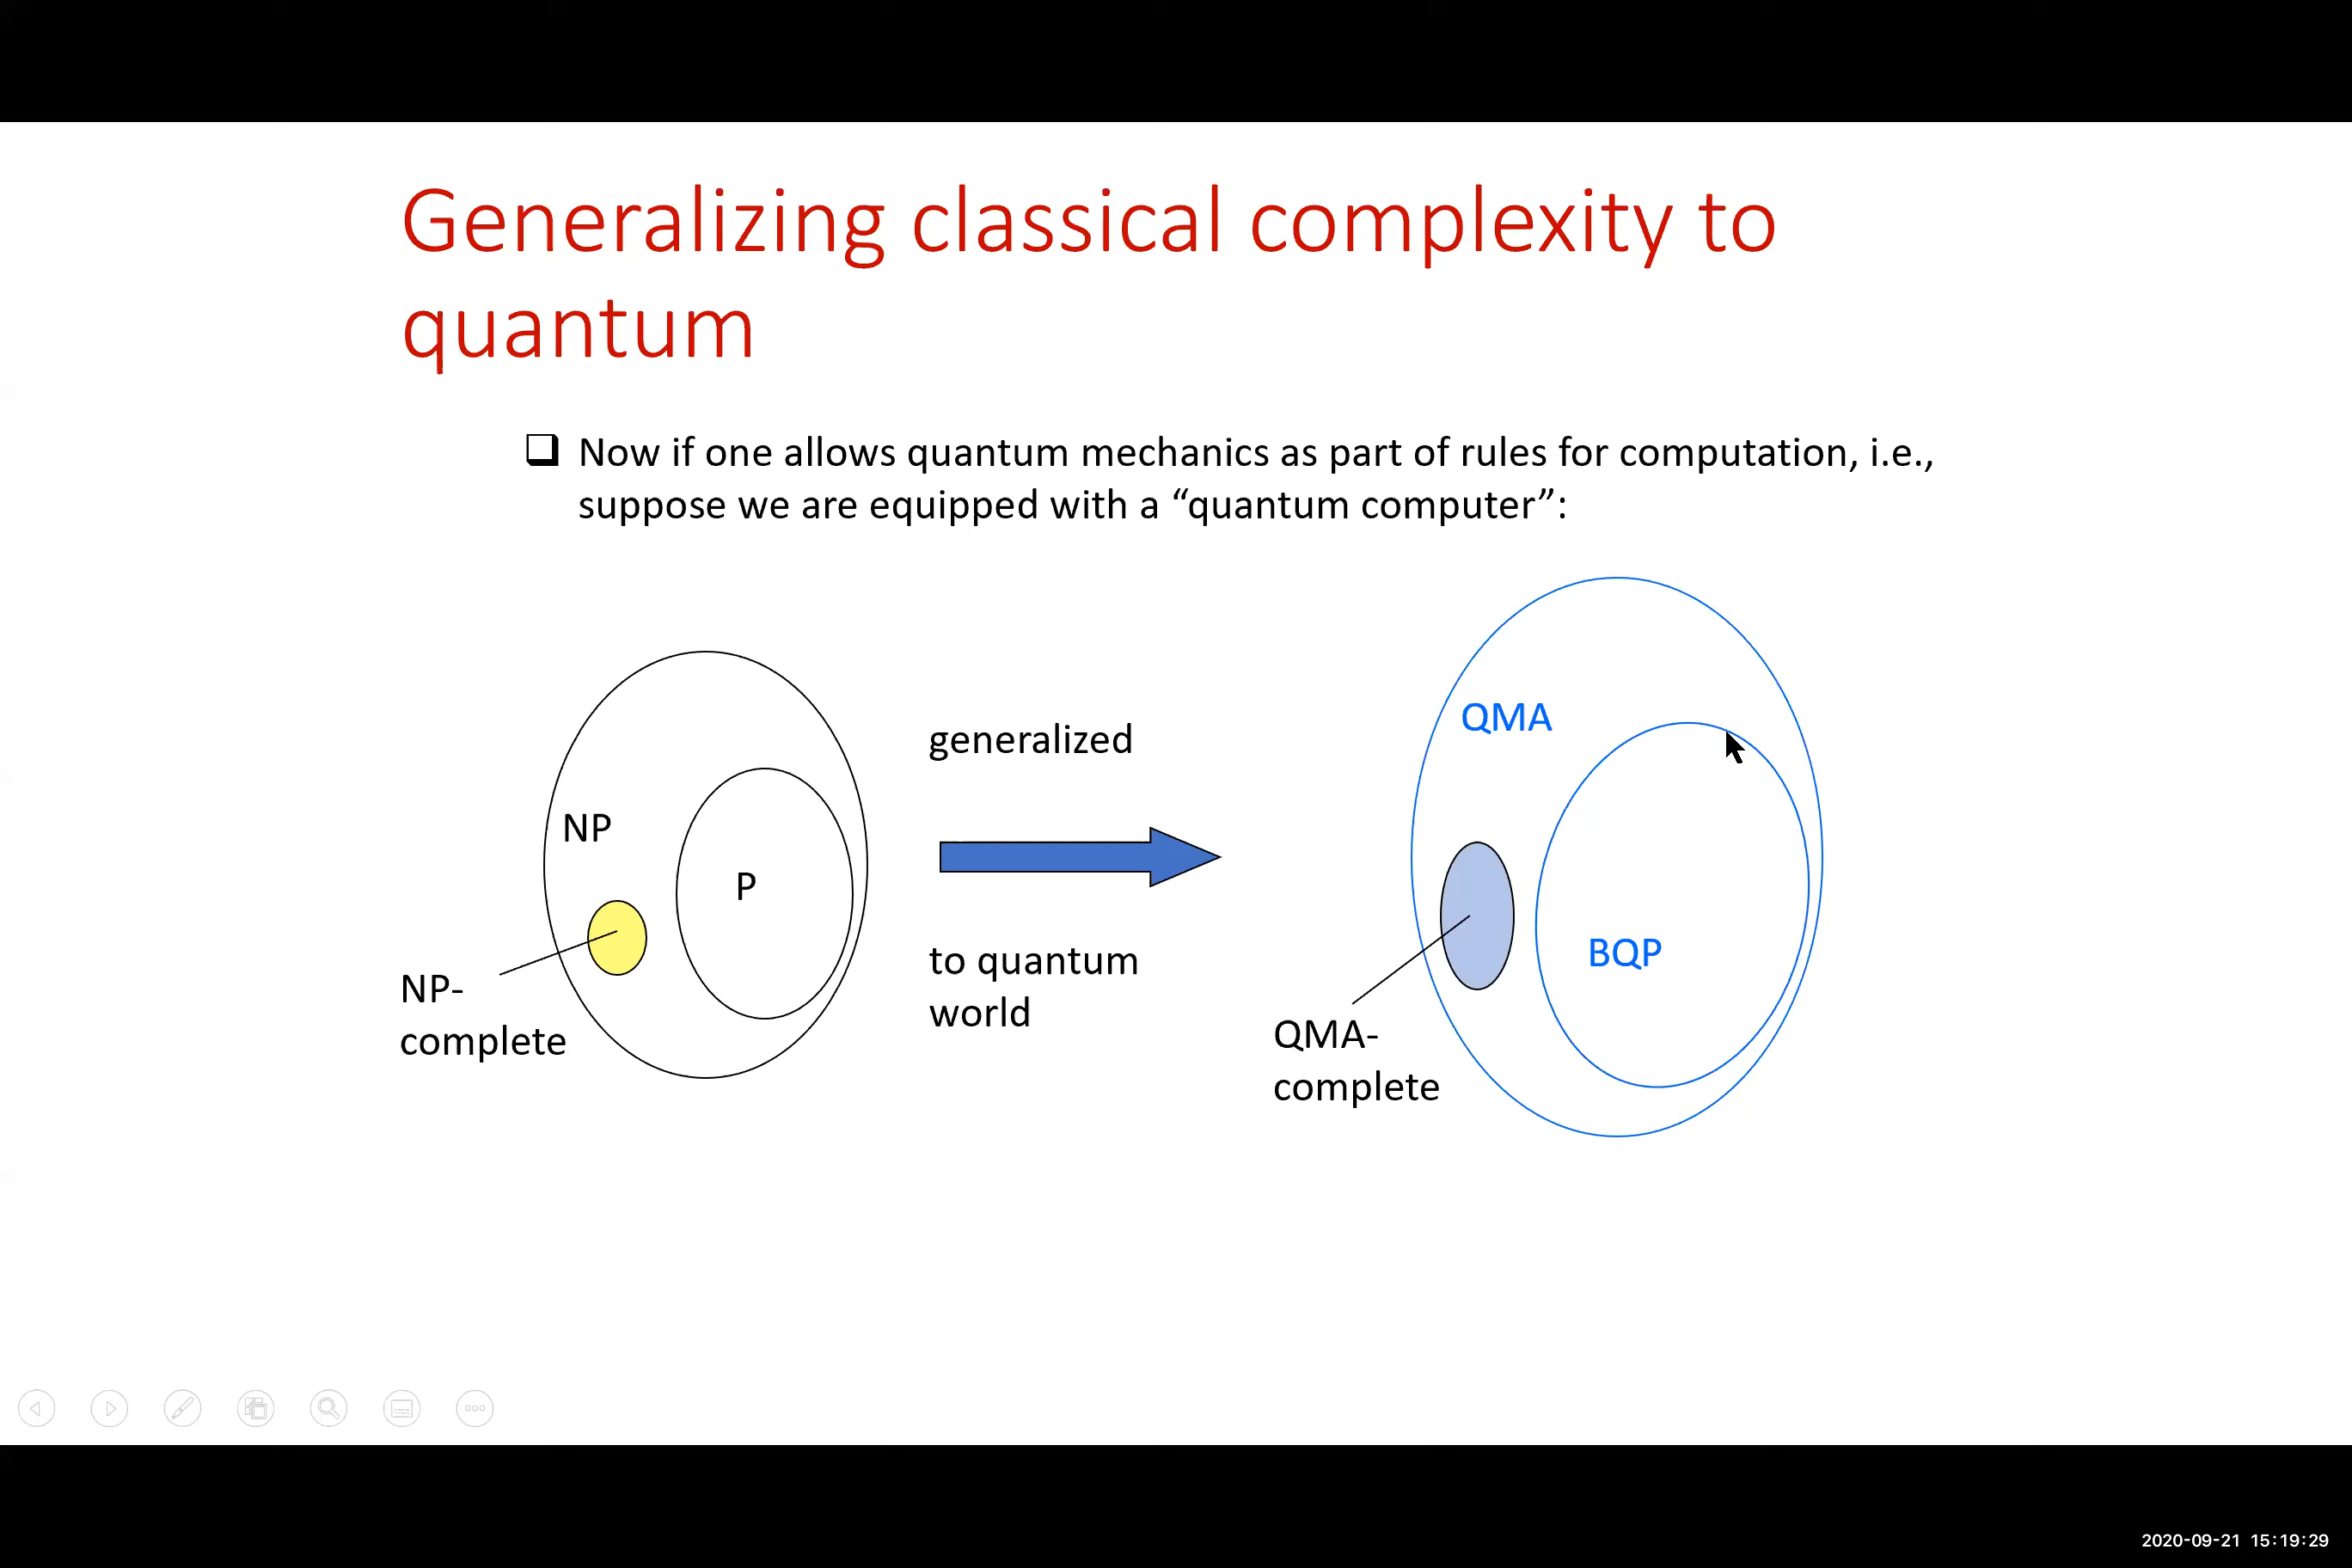 Generalizing classical complexity to
quantum
Now if one allows quantum mechanics as part of rules for computation, i.e.,
suppose we are equipped with a “quantum computer”:
NP
P
NP-
complete
generalized
to quantum
world
QMA
BQP
QMA-
complete
2020-09-21 15:19:29